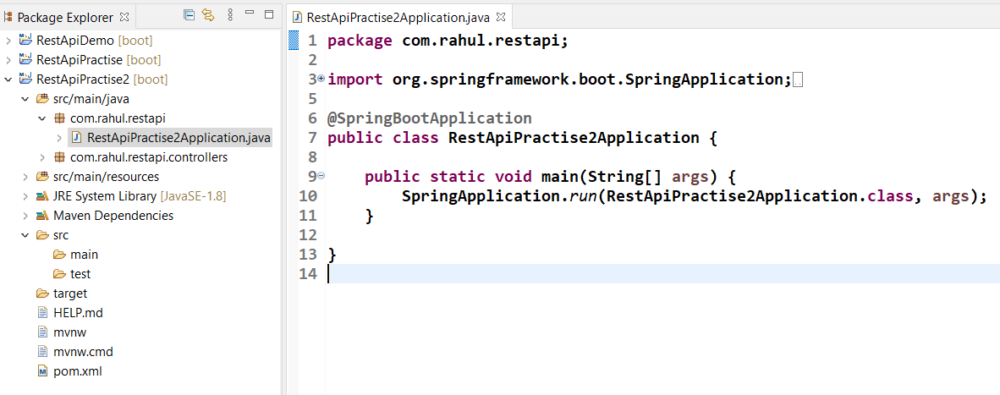 Package Explorer
RestApiDemo [boot]
RestApiPractise [boot]
RestApiPractise2 [boot]
src/main/java
com.rahul.restapi
RestApiPractise2Application.java
com.rahul.restapi.controllers
src/main/resources
JRE System Library [JavaSE-1.8]
Maven Dependencies
src
main
test
target
HELP.md
mvnw
mvnw.cmd
pom.xml
RestApiPractise2Application.java
1 package com.rahul.restapi;
2
3 import org.springframework.boot.SpringApplication;
5
6 @SpringBootApplication
7 public class RestApiPractise2Application {
8
9 public static void main(String[] args) {
10 SpringApplication.run(RestApiPractise2Application.class, args);
11 }
12
13 }
14